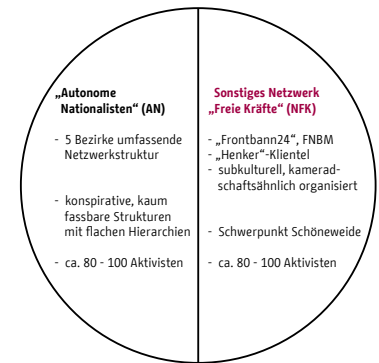 „Autonome
Nationalisten“ (AN)
- 5 Bezirke umfassende
Netzwerkstruktur
- konspirative, kaum
fassbare Strukturen
mit flachen Hierarchien
- ca. 80 - 100 Aktivisten
Sonstiges Netzwerk
„Freie Kräfte“ (NFK)
- „Frontbann24“, FNBM
- „Henker“-Klientel
- subkulturell, kamerad-
schaftsähnlich organisiert
- Schwerpunkt Schöneweide
- ca. 80 - 100 Aktivisten